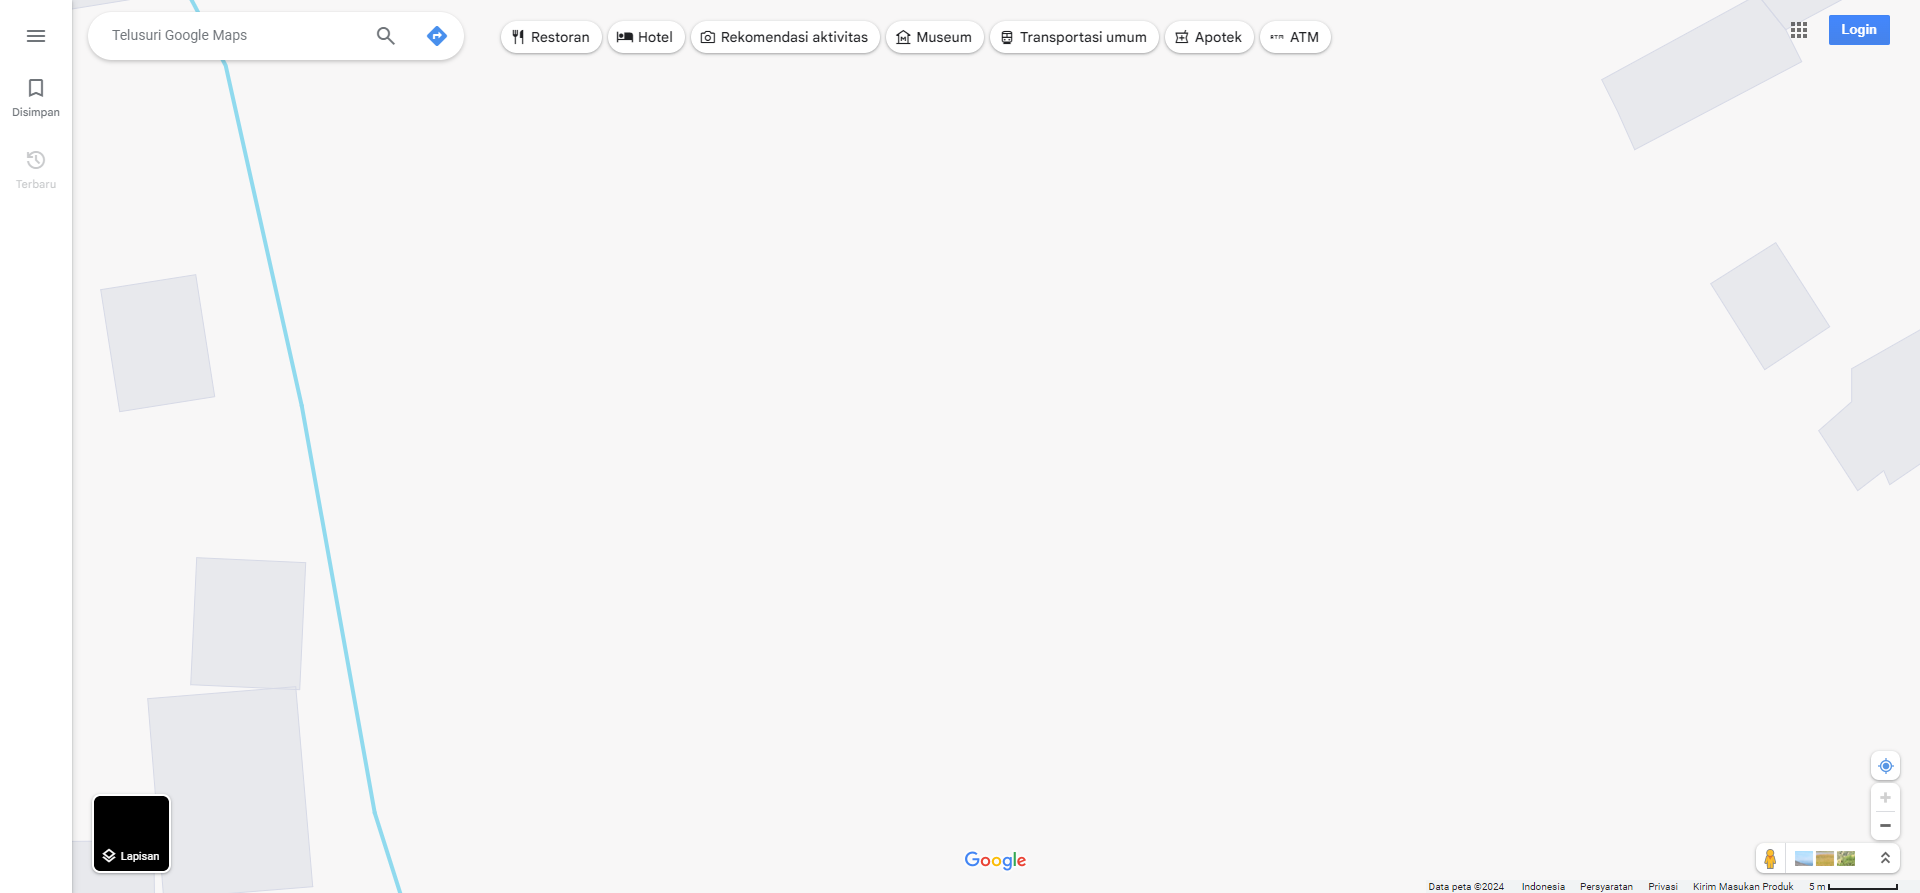 Telusuri Google Maps
Restoran
Hotel
Rekomendasi aktivitas
Museum
Transportasi umum
Apotek
ATM
Login
Disimpan
Terbaru
Lapisan
Google
Data peta ©2024 Indonesia Persyaratan Privasi Kirim Masukan Produk 5 m